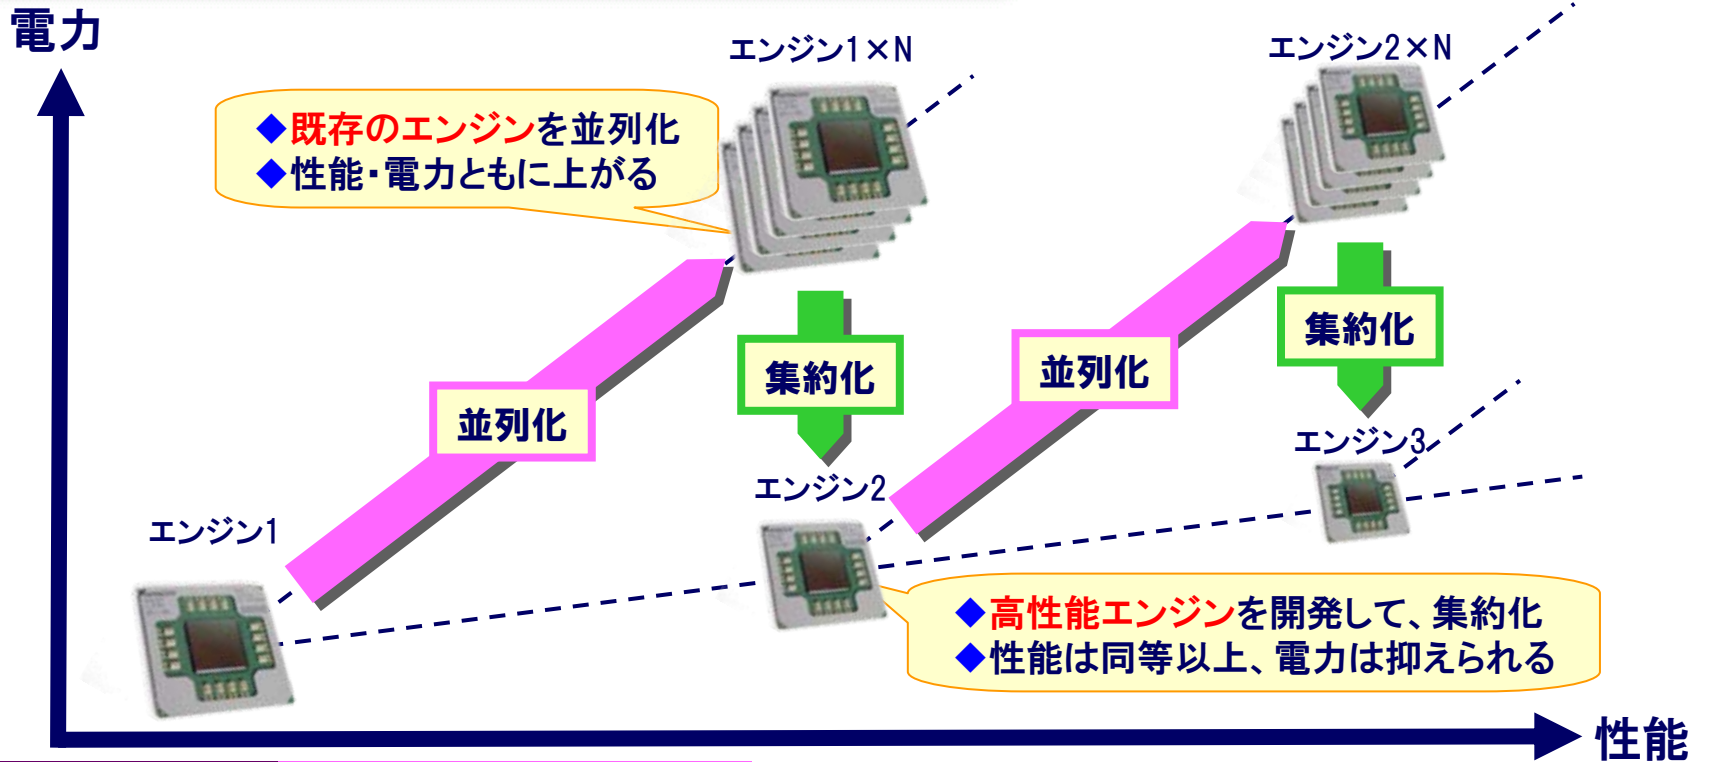 電力
エンジン1×N
エンジン2×N
◆既存のエンジンを並列化
◆性能・電力ともに上がる
集約化
集約化
並列化
並列化
エンジン3
エンジン2
エンジン1
◆高性能エンジンを開発して、集約化
◆性能は同等以上、電力は抑えられる
性能